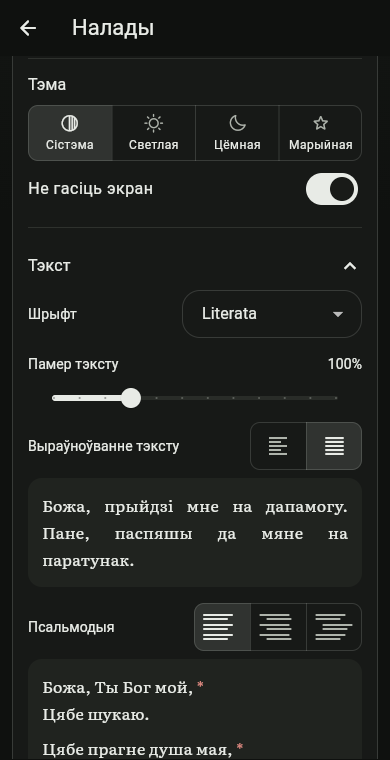 Налады
Тэма
Сістэма
Светлая
Цёмная
Марыйная
Не гасіць экран
Тэкст
Шрыфт
Literata
Памер тэксту
100%
Выраўноўванне тэксту
Божа, прыйдзі мне на дапамогу.
Пане, паспяшы да мяне на
паратунак.
Псальмодыя
Божа, Ты Бог мой, *
Цябе шукаю.
Цябе прагне душа мая, *